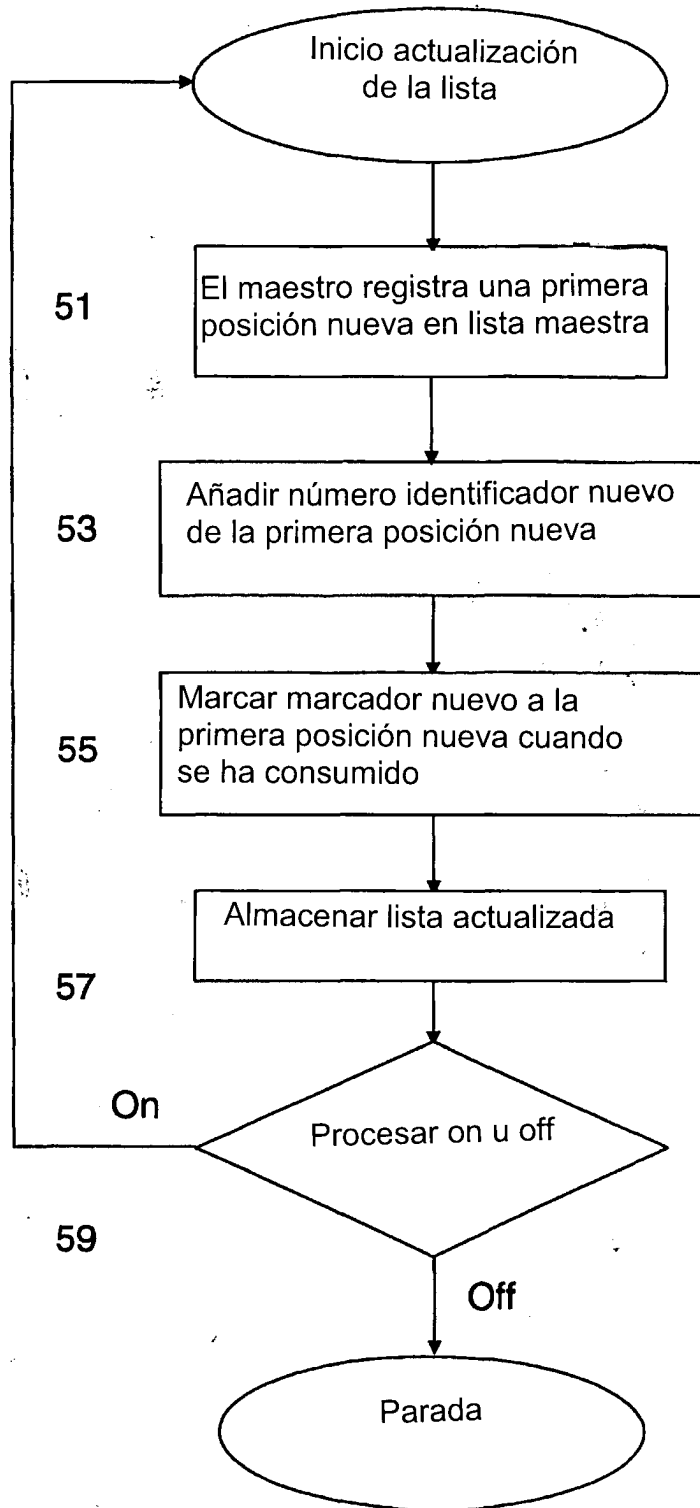 Inicio actualización
de la lista
51
El maestro registra una primera
posición nueva en lista maestra
53
Añadir número identificador nuevo
de la primera posición nueva
55
Marcar marcador nuevo a la
primera posición nueva cuando
se ha consumido
Almacenar lista actualizada
57
On
Procesar on u off
59
Off
Parada